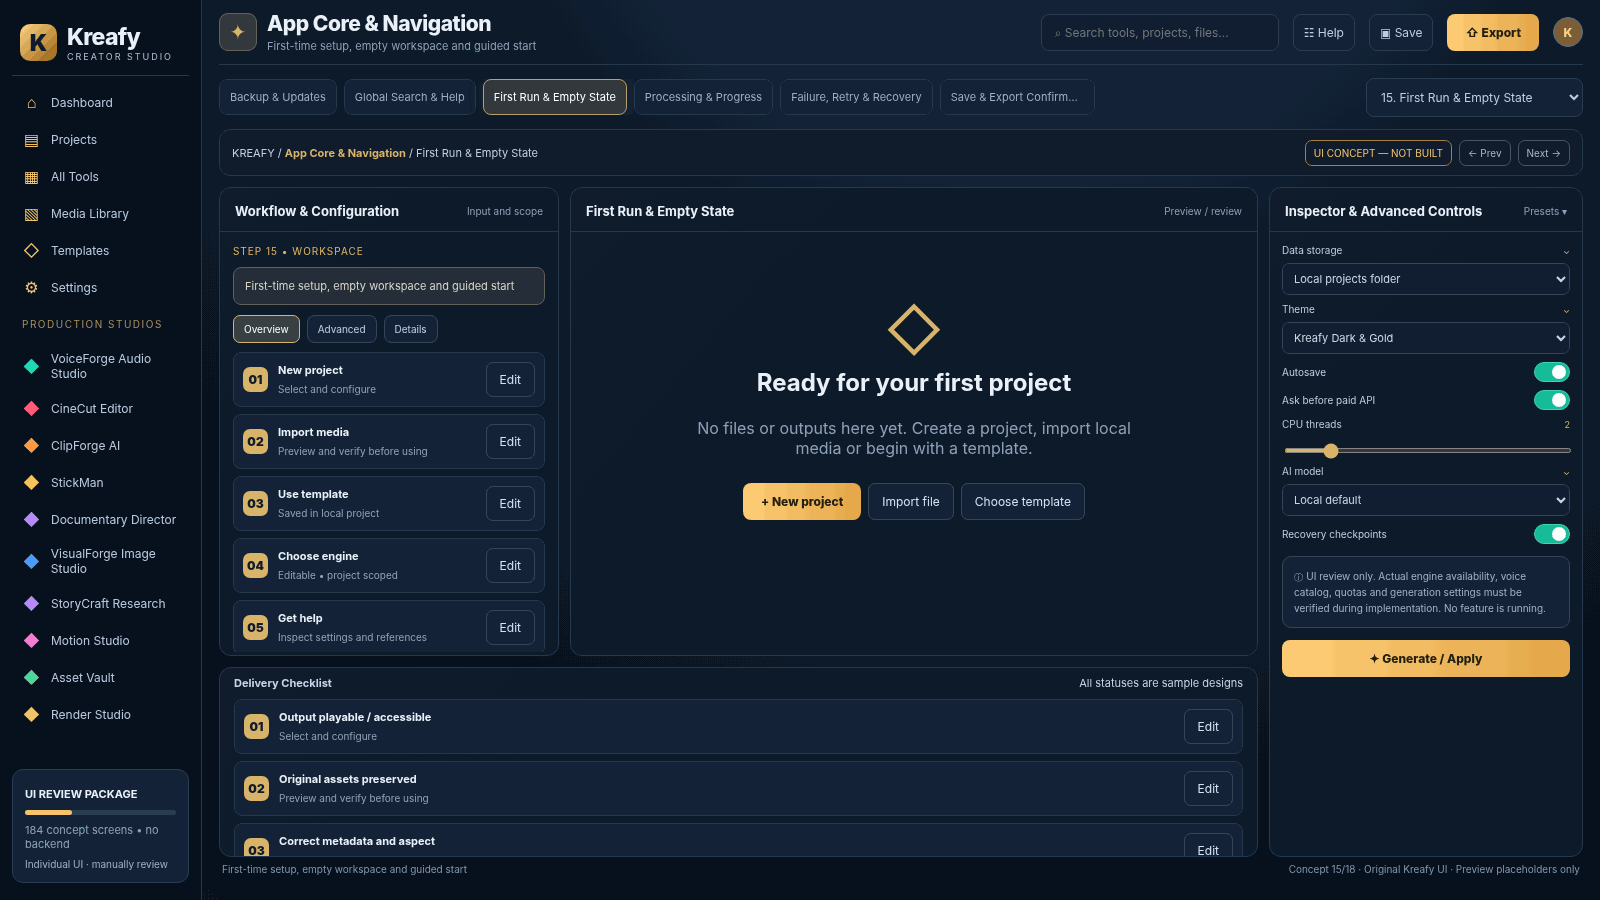 K
Kreafy
CREATOR STUDIO
Dashboard
Projects
All Tools
Media Library
Templates
Settings
PRODUCTION STUDIOS
VoiceForge Audio
Studio
CineCut Editor
ClipForge AI
StickMan
Documentary Director
VisualForge Image
Studio
StoryCraft Research
Motion Studio
Asset Vault
Render Studio
UI REVIEW PACKAGE
184 concept screens • no
backend
Individual UI · manually review
App Core & Navigation
First-time setup, empty workspace and guided start
Search tools, projects, files...
Help
Save
Export
K
Backup & Updates
Global Search & Help
First Run & Empty State
Processing & Progress
Failure, Retry & Recovery
Save & Export Confirm...
15. First Run & Empty State
KREAFY / App Core & Navigation / First Run & Empty State
UI CONCEPT — NOT BUILT
← Prev
Next →
Workflow & Configuration
Input and scope
STEP 15 • WORKSPACE
First-time setup, empty workspace and guided start
Overview
Advanced
Details
01
New project
Select and configure
Edit
02
Import media
Preview and verify before using
Edit
03
Use template
Saved in local project
Edit
04
Choose engine
Editable • project scoped
Edit
05
Get help
Inspect settings and references
Edit
First Run & Empty State
Preview / review
Ready for your first project
No files or outputs here yet. Create a project, import local
media or begin with a template.
+ New project
Import file
Choose template
Inspector & Advanced Controls
Presets ▾
Data storage
Local projects folder
Theme
Kreafy Dark & Gold
Autosave
Ask before paid API
CPU threads
2
AI model
Local default
Recovery checkpoints
ⓘ UI review only. Actual engine availability, voice
catalog, quotas and generation settings must be
verified during implementation. No feature is running.
✦ Generate / Apply
Delivery Checklist
All statuses are sample designs
01
Output playable / accessible
Select and configure
Edit
02
Original assets preserved
Preview and verify before using
Edit
03
Correct metadata and aspect
Edit
First-time setup, empty workspace and guided start
Concept 15/18 · Original Kreafy UI · Preview placeholders only